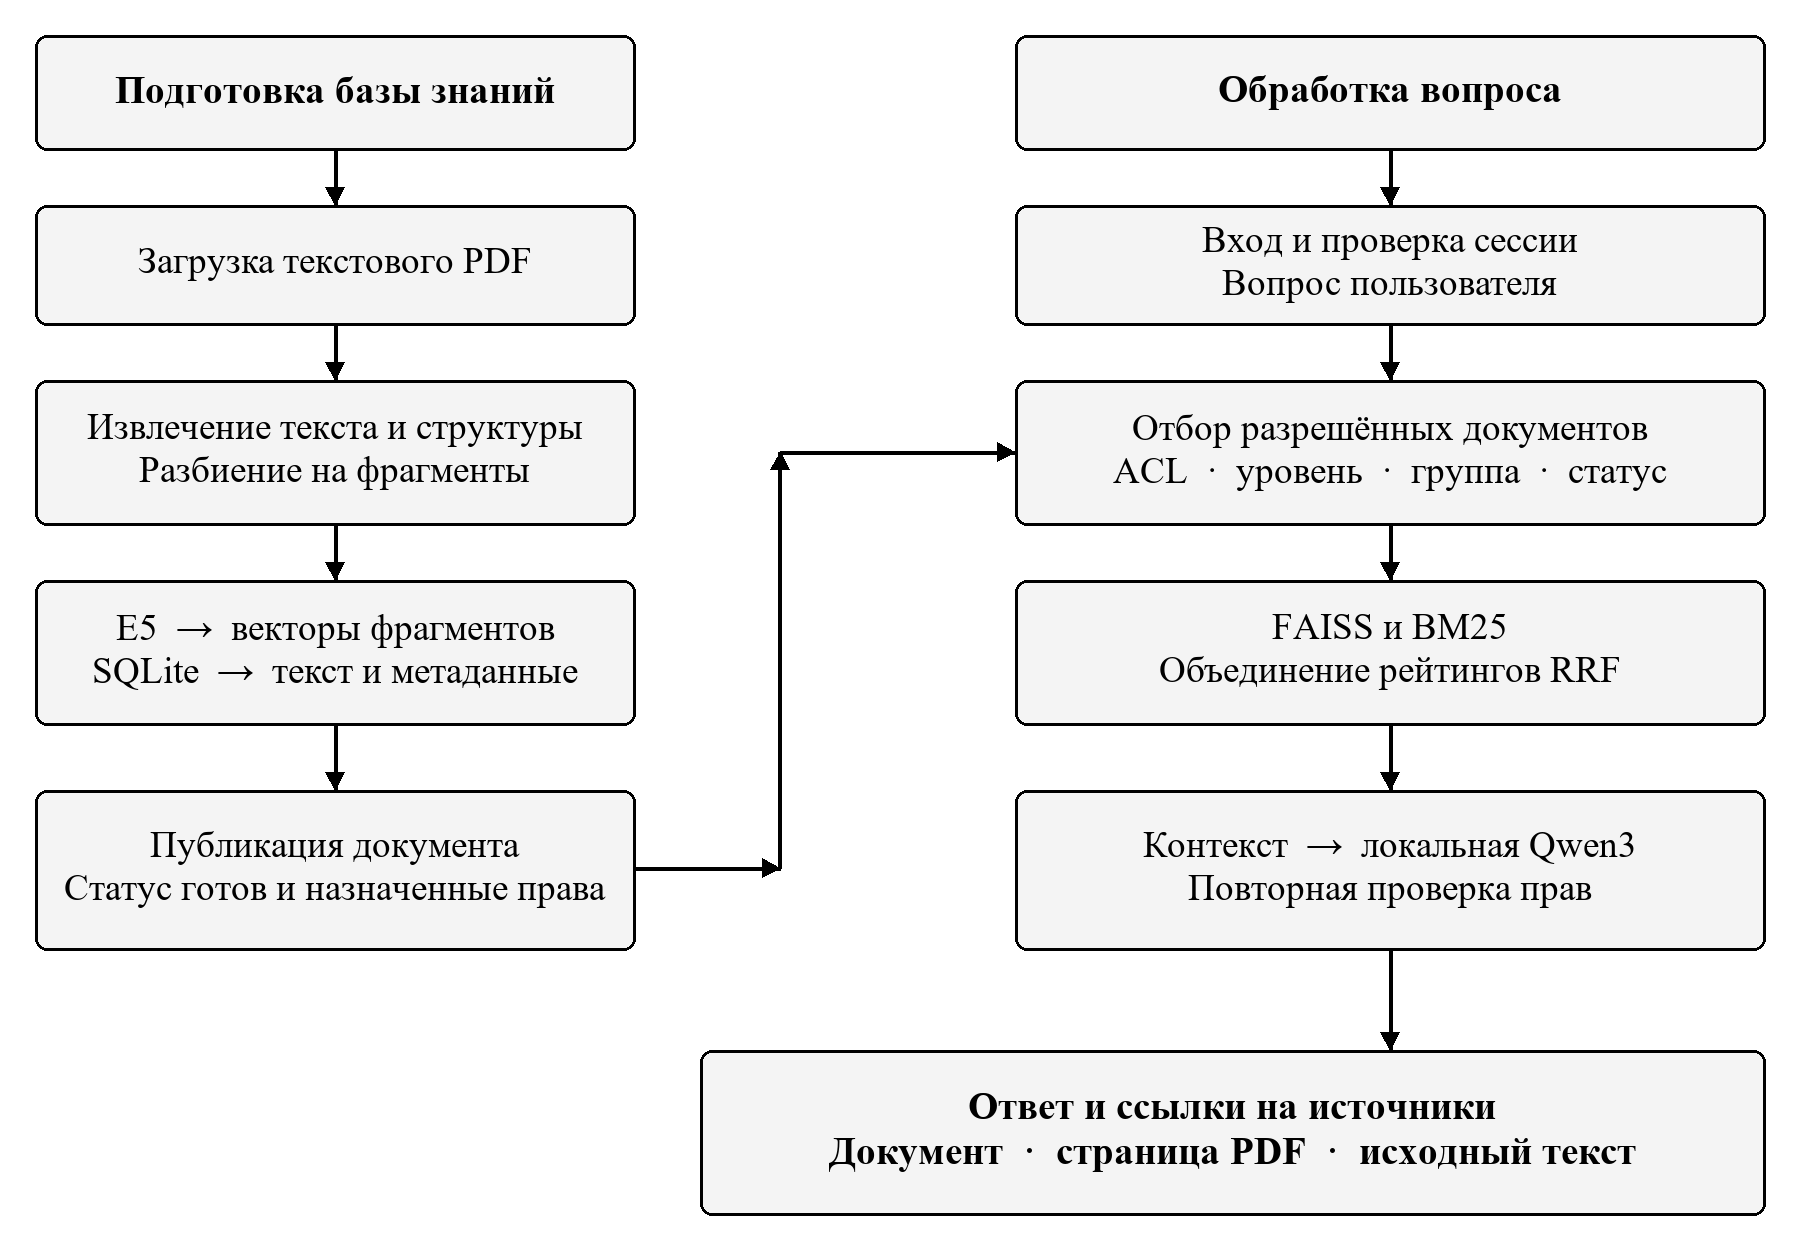 Подготовка базы знаний
Загрузка текстового PDF
Извлечение текста и структуры
Разбиение на фрагменты
E5 → векторы фрагментов
SQLite → текст и метаданные
Публикация документа
Статус готов и назначенные права
Обработка вопроса
Вход и проверка сессии
Вопрос пользователя
Отбор разрешённых документов
ACL · уровень · группа · статус
FAISS и BM25
Объединение рейтингов RRF
Контекст → локальная Qwen3
Повторная проверка прав
Ответ и ссылки на источники
Документ · страница PDF · исходный текст